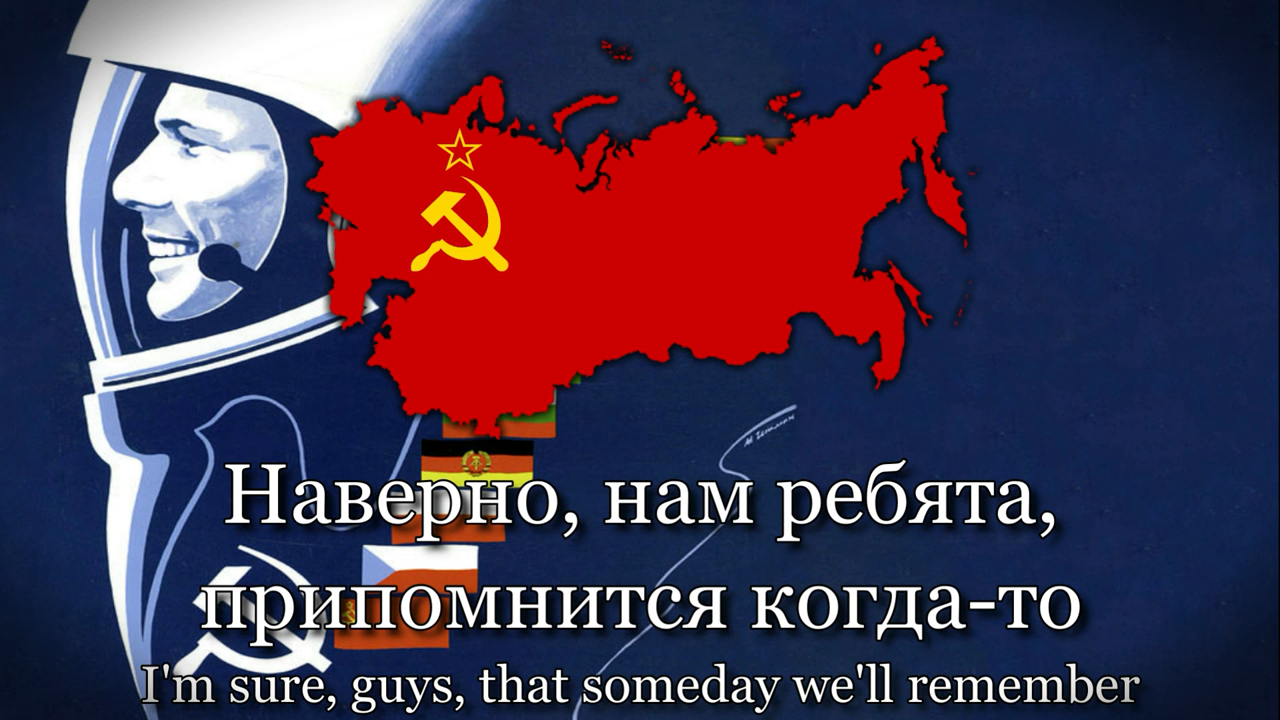 Наверно, нам ребята,
припомнится когда-то
I'm sure, guys, that someday we'll remember